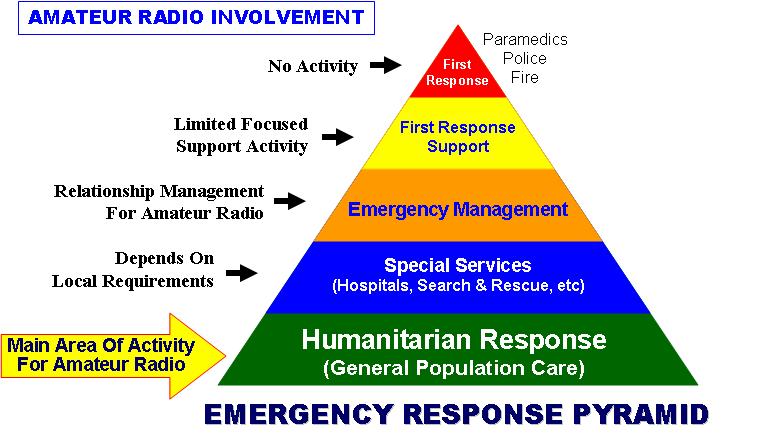 AMATEUR RADIO INVOLVEMENT
Paramedics
Police
Fire
No Activity
First
Response
Limited Focused
Support Activity
First Response
Support
Relationship Management
For Amateur Radio
Emergency Management
Depends On
Local Requirements
Special Services
(Hospitals, Search & Rescue, etc)
Main Area Of Activity
For Amateur Radio
Humanitarian Response
(General Population Care)
EMERGENCY RESPONSE PYRAMID